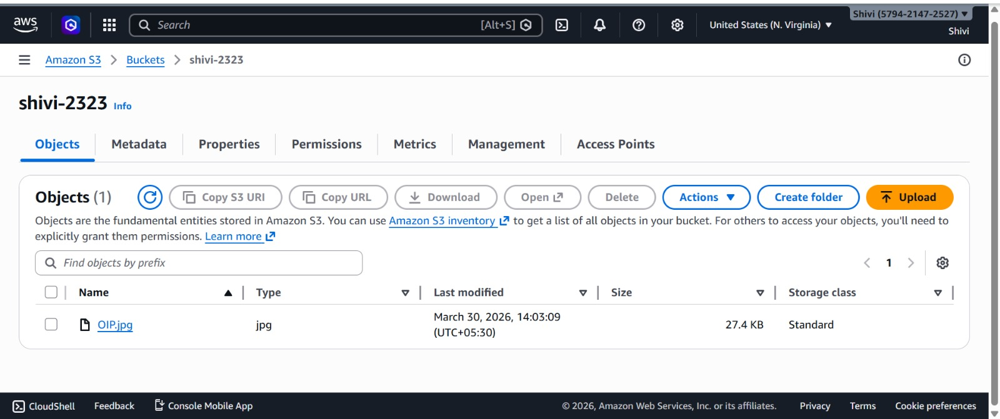 aws
Search [Alt+S] United States (N. Virginia) Shivi (5794-2147-2527)
Shivi
Amazon S3 Buckets shivi-2323
shivi-2323 Info
Objects Metadata Properties Permissions Metrics Management Access Points
Objects (1) Copy S3 URI Copy URL Download Open Delete Actions Create folder Upload
Objects are the fundamental entities stored in Amazon S3. You can use Amazon S3 inventory to get a list of all objects in your bucket. For others to access your objects, you'll need to
explicitly grant them permissions. Learn more
Find objects by prefix 1
Name Type Last modified Size Storage class
OIP.jpg jpg March 30, 2026, 14:03:09 27.4 KB Standard
(UTC+05:30)
CloudShell Feedback Console Mobile App © 2026, Amazon Web Services, Inc. or its affiliates. Privacy Terms Cookie preferences